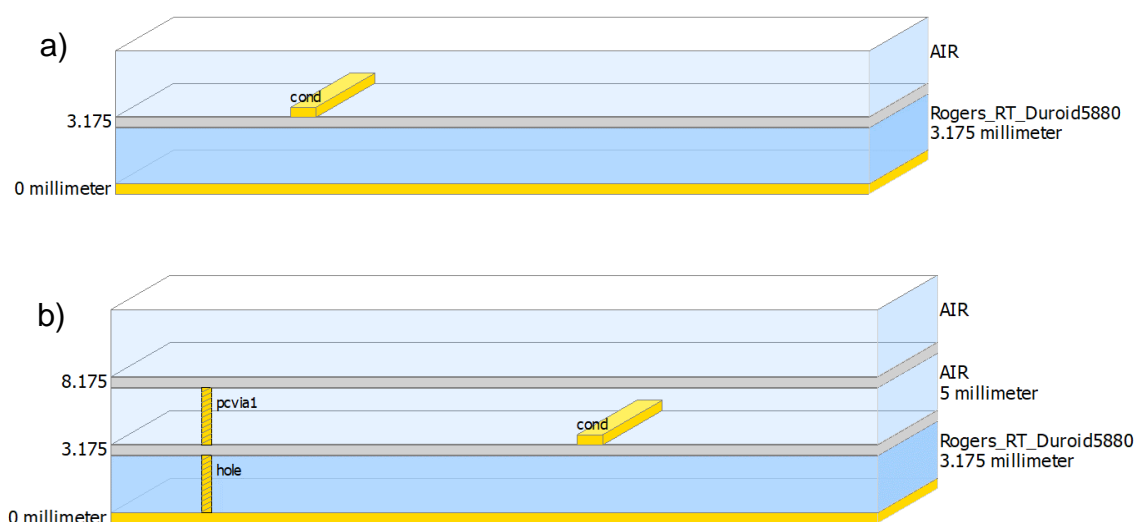 a)
AIR
cond
3.175
Rogers_RT_Duroid5880
3.175 millimeter
0 millimeter
b)
AIR
8.175
AIR
5 millimeter
pcvia1
cond
3.175
Rogers_RT_Duroid5880
3.175 millimeter
hole
0 millimeter